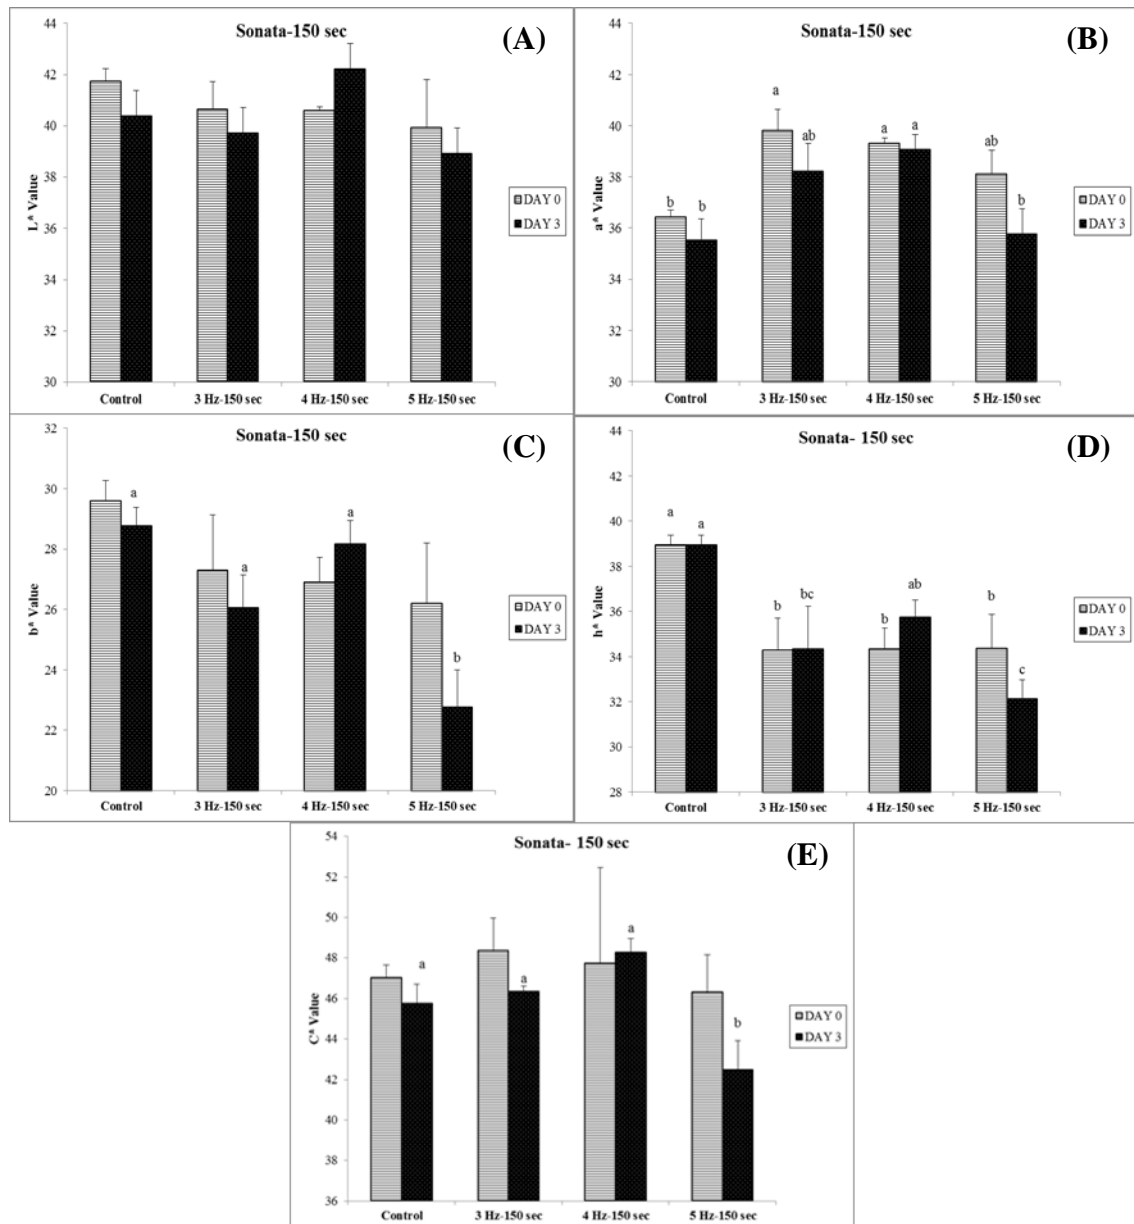 Sonata-150 sec
(A)
44
42
40
38
36
34
32
30
L* Value
Control
3 Hz-150 sec
4 Hz-150 sec
5 Hz-150 sec
DAY 0
DAY 3
Sonata-150 sec
(B)
44
42
40
38
36
34
32
30
a* Value
b
b
a
ab
a
a
ab
b
Control
3 Hz-150 sec
4 Hz-150 sec
5 Hz-150 sec
DAY 0
DAY 3
Sonata-150 sec
(C)
32
30
28
26
24
22
20
b* Value
a
a
a
b
Control
3 Hz-150 sec
4 Hz-150 sec
5 Hz-150 sec
DAY 0
DAY 3
Sonata- 150 sec
(D)
44
42
40
38
36
34
32
30
28
h* Value
a
a
b
bc
b
ab
b
c
Control
3 Hz-150 sec
4 Hz-150 sec
5 Hz-150 sec
DAY 0
DAY 3
Sonata- 150 sec
(E)
54
52
50
48
46
44
42
40
38
36
C* Value
a
a
a
b
Control
3 Hz-150 sec
4 Hz-150 sec
5 Hz-150 sec
DAY 0
DAY 3